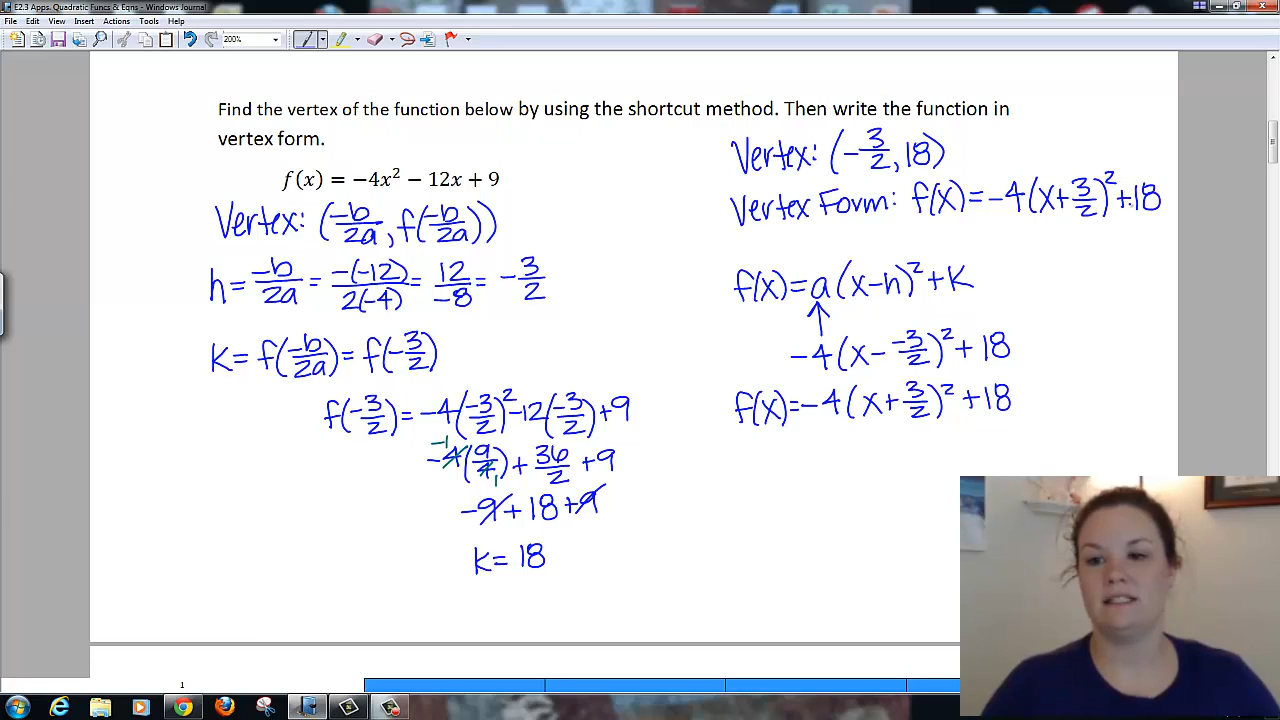 E2.3 Apps. Quadratic Funcs & Eqns - Windows Journal
File Edit View Insert Actions Tools Help
200%
Find the vertex of the function below by using the shortcut method. Then write the function in
vertex form.
f(x) = −4x² − 12x + 9
Vertex: (-b/2a, f(-b/2a))
h = -b/2a = -(-12)/2(-4) = 12/-8 = -3/2
K = f(-b/2a) = f(-3/2)
f(-3/2) = -4(-3/2)² -12(-3/2) +9
-1 1
-4(9/4) + 36/2 + 9
-9 + 18 + 9
K = 18
Vertex: (-3/2, 18)
Vertex Form: f(x) = -4(x+3/2)² + 18
f(x) = a(x-h)² + K
-4(x - -3/2)² + 18
f(x) = -4(x+3/2)² + 18
1